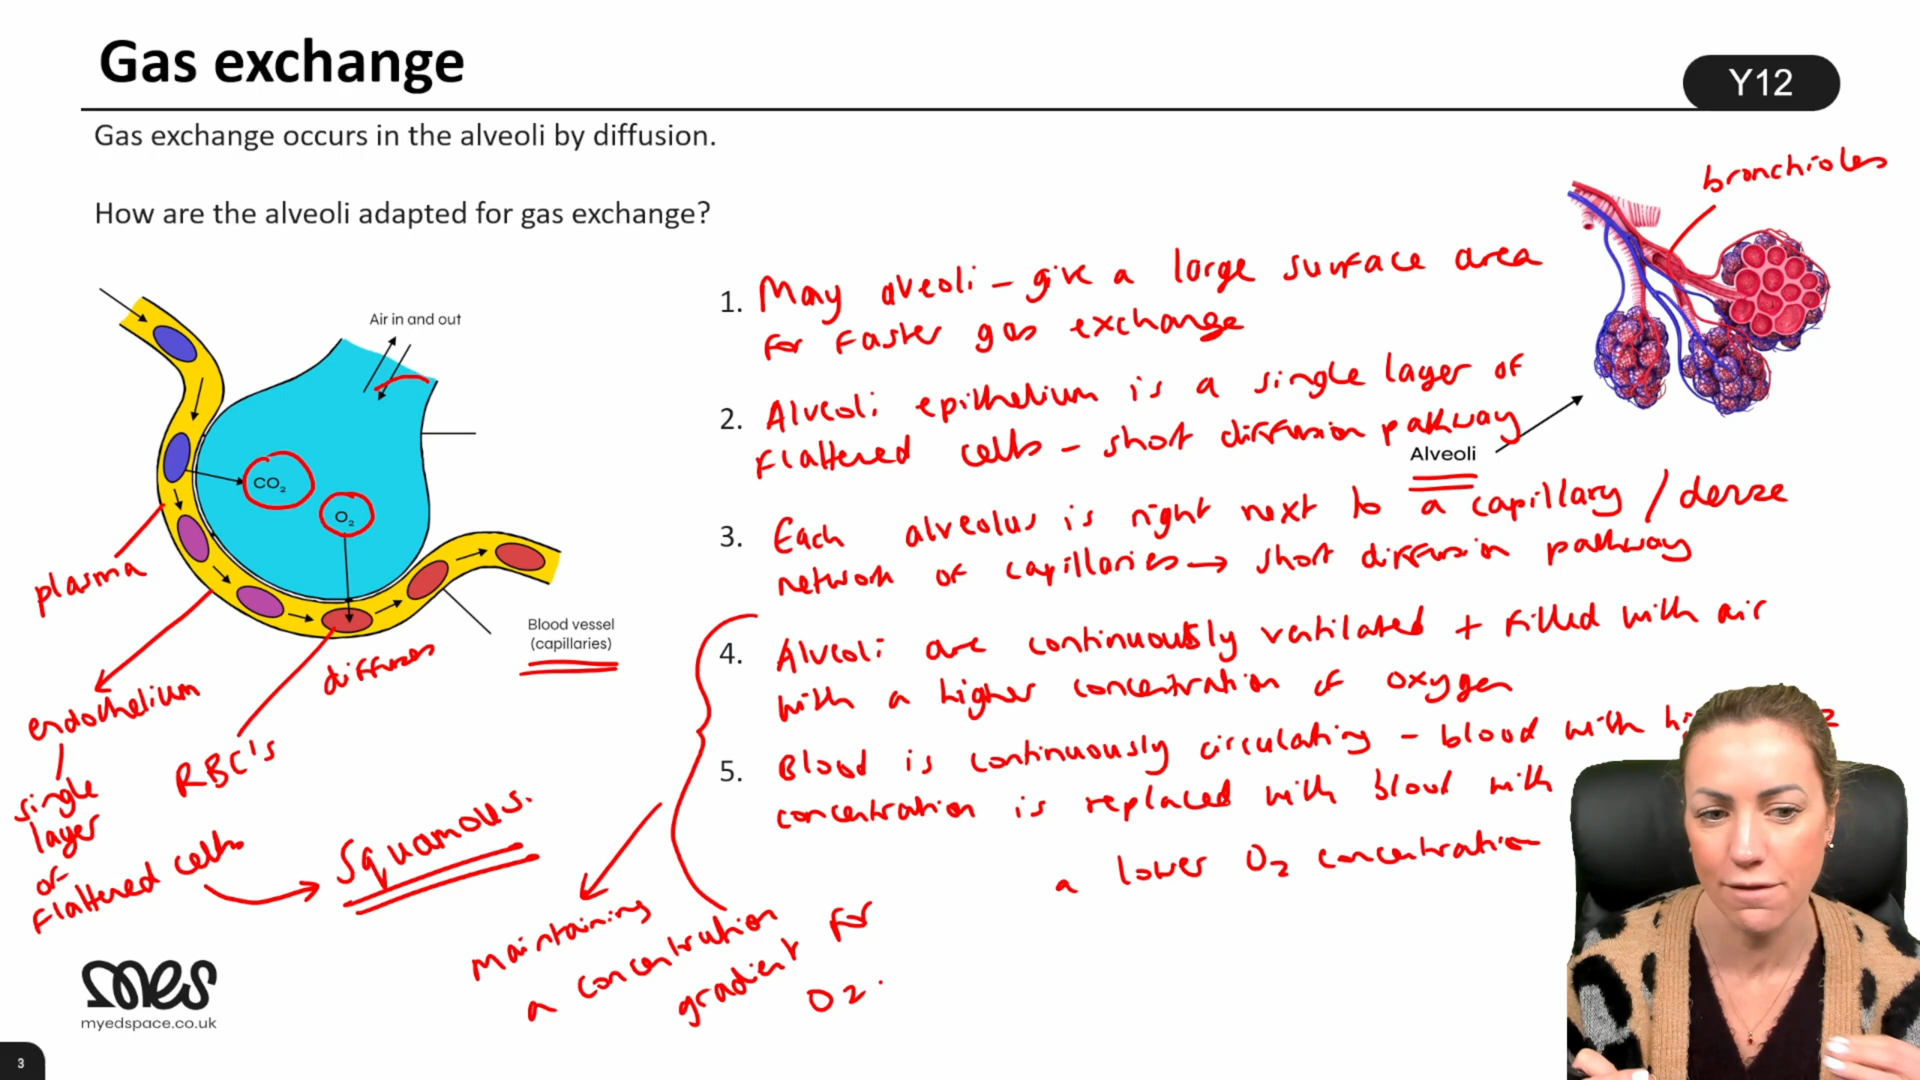 Gas exchange
Y12
Gas exchange occurs in the alveoli by diffusion.
How are the alveoli adapted for gas exchange?
bronchioles
Air in and out
CO2
O2
Blood vessel
(capillaries)
plasma
endothelium
single
layer
of
flattened cells
Squamous.
RBC's
diffuses
Alveoli
1. May alveoli - give a large surface area
for faster gas exchange
2. Alveoli epithelium is a single layer of
flattered cells - short diffusion pathway
3. Each alveolus is right next to a capillary / dense
network of capillaries → short diffusion pathway
4. Alveoli are continuously ventilated + filled with air
with a higher concentration of oxygen
5. Blood is continuously circulating - blood with
concentration is replaced with blood with
a lower O2 concentration
maintaining
a concentration
gradient for
O2.
mes
myedspace.co.uk
3